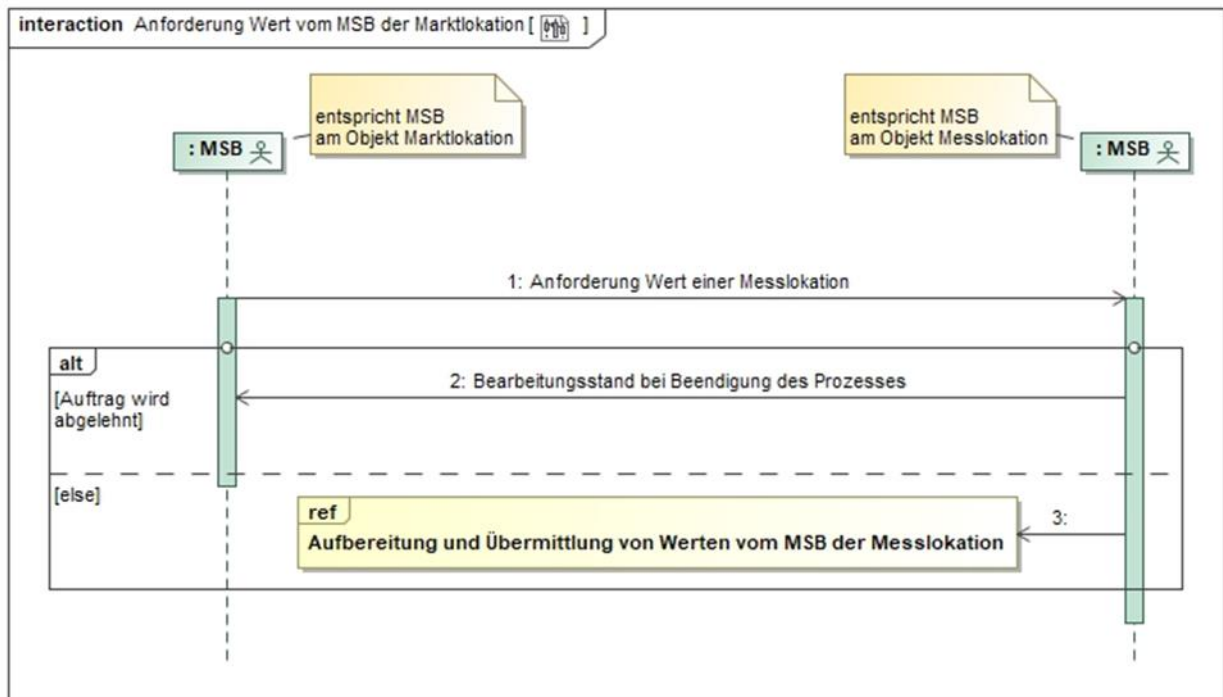 interaction Anforderung Wert vom MSB der Marktlokation [ ]
entspricht MSB
am Objekt Marktlokation
: MSB
entspricht MSB
am Objekt Messlokation
: MSB
1: Anforderung Wert einer Messlokation
alt
[Auftrag wird
abgelehnt]
2: Bearbeitungsstand bei Beendigung des Prozesses
[else]
ref
Aufbereitung und Übermittlung von Werten vom MSB der Messlokation
3: